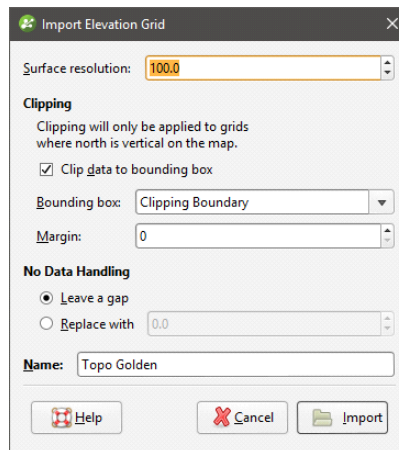 Import Elevation Grid
Surface resolution: 100.0
Clipping
Clipping will only be applied to grids
where north is vertical on the map.
Clip data to bounding box
Bounding box: Clipping Boundary
Margin: 0
No Data Handling
Leave a gap
Replace with 0.0
Name: Topo Golden
Help Cancel Import